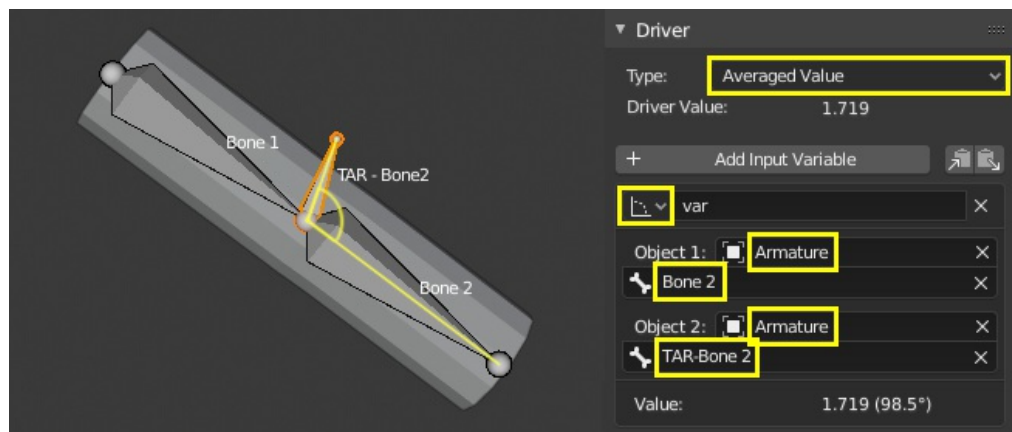 Bone 1
TAR - Bone2
Bone 2
Driver
Type: Averaged Value
Driver Value: 1.719
+ Add Input Variable
var
Object 1: Armature
Bone 2
Object 2: Armature
TAR-Bone 2
Value: 1.719 (98.5°)